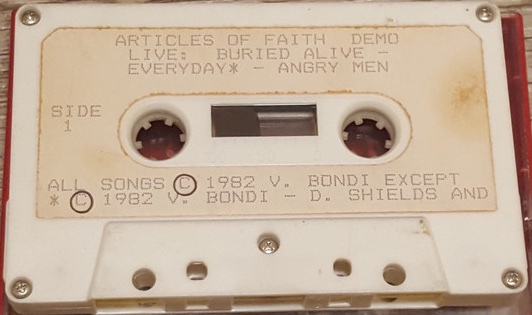 ARTICLES OF FAITH DEMO
LIVE: BURIED ALIVE -
EVERYDAY* - ANGRY MEN
SIDE
1
ALL SONGS © 1982 V. BONDI EXCEPT
* © 1982 V. BONDI - D. SHIELDS AND